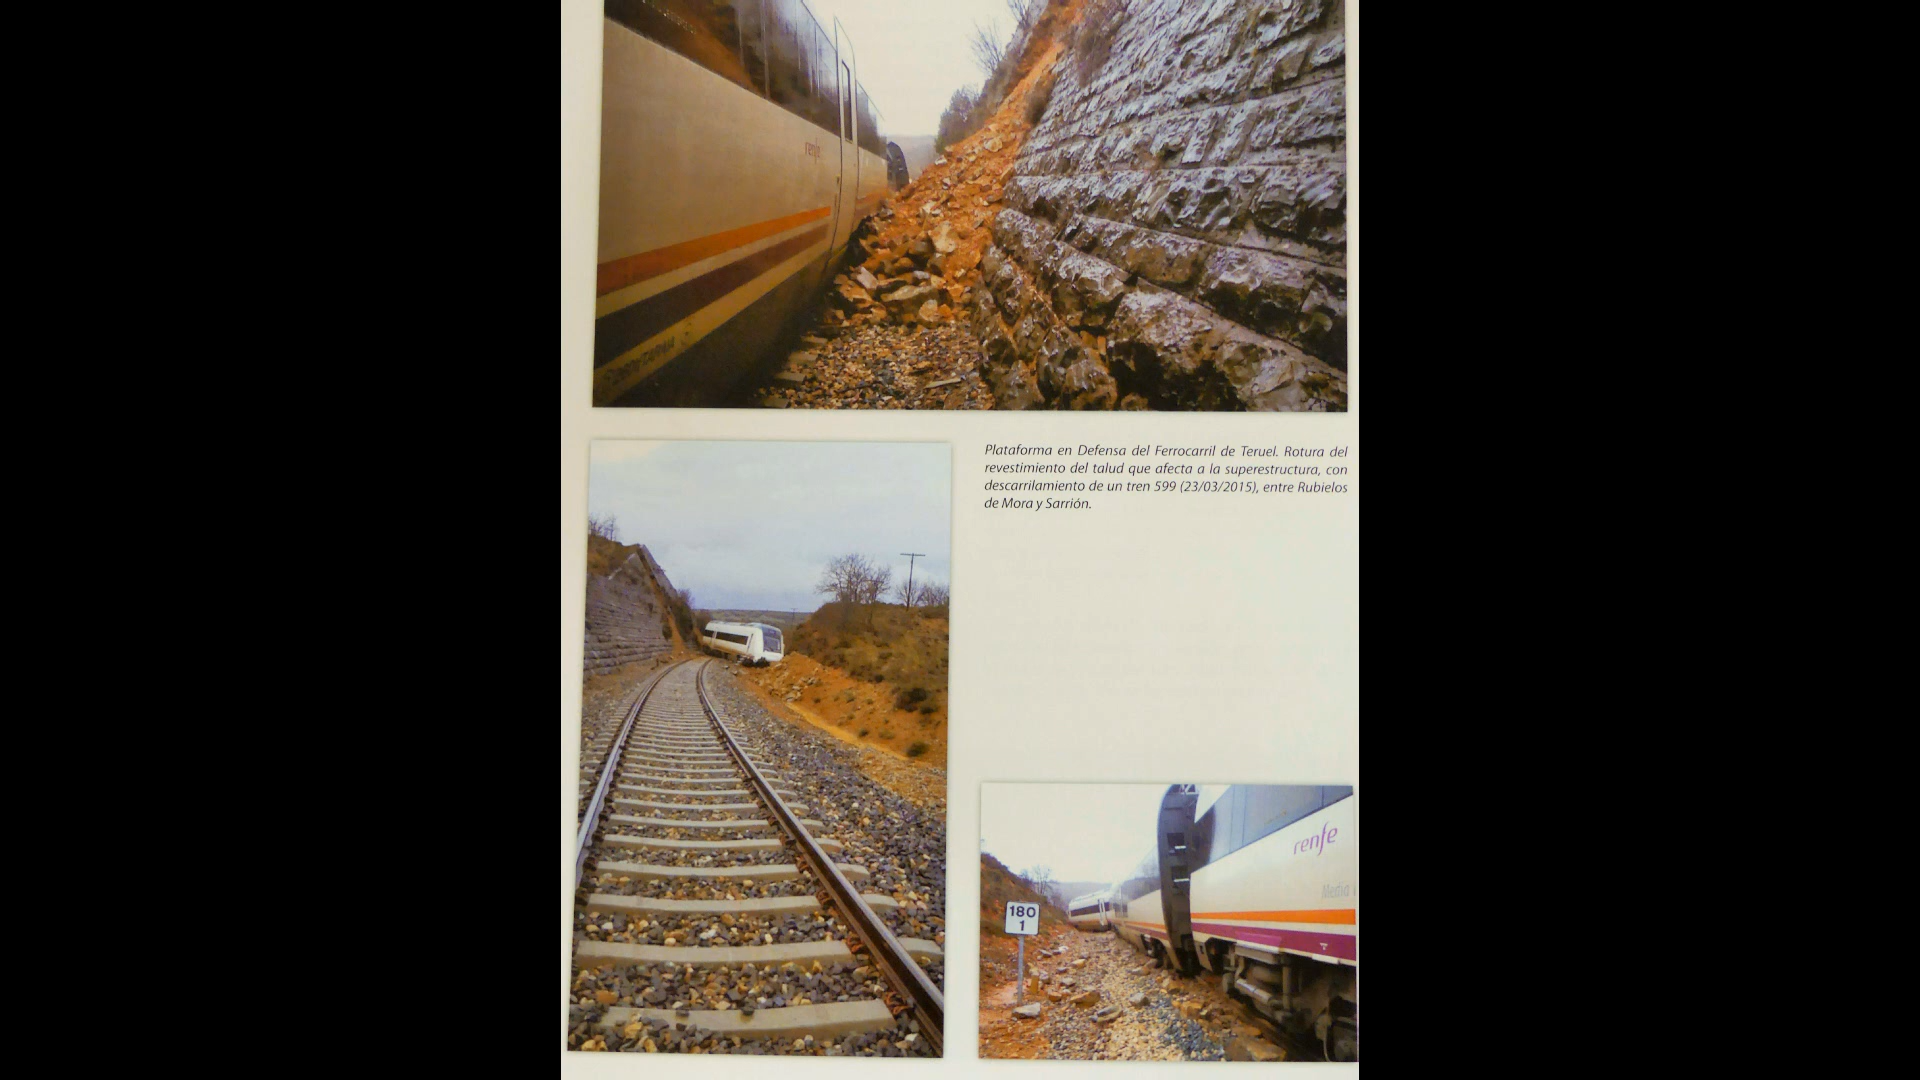 renfe
Plataforma en Defensa del Ferrocarril de Teruel. Rotura del
revestimiento del talud que afecta a la superestructura, con
descarrilamiento de un tren 599 (23/03/2015), entre Rubielos
de Mora y Sarrión.
renfe
Media
180
1